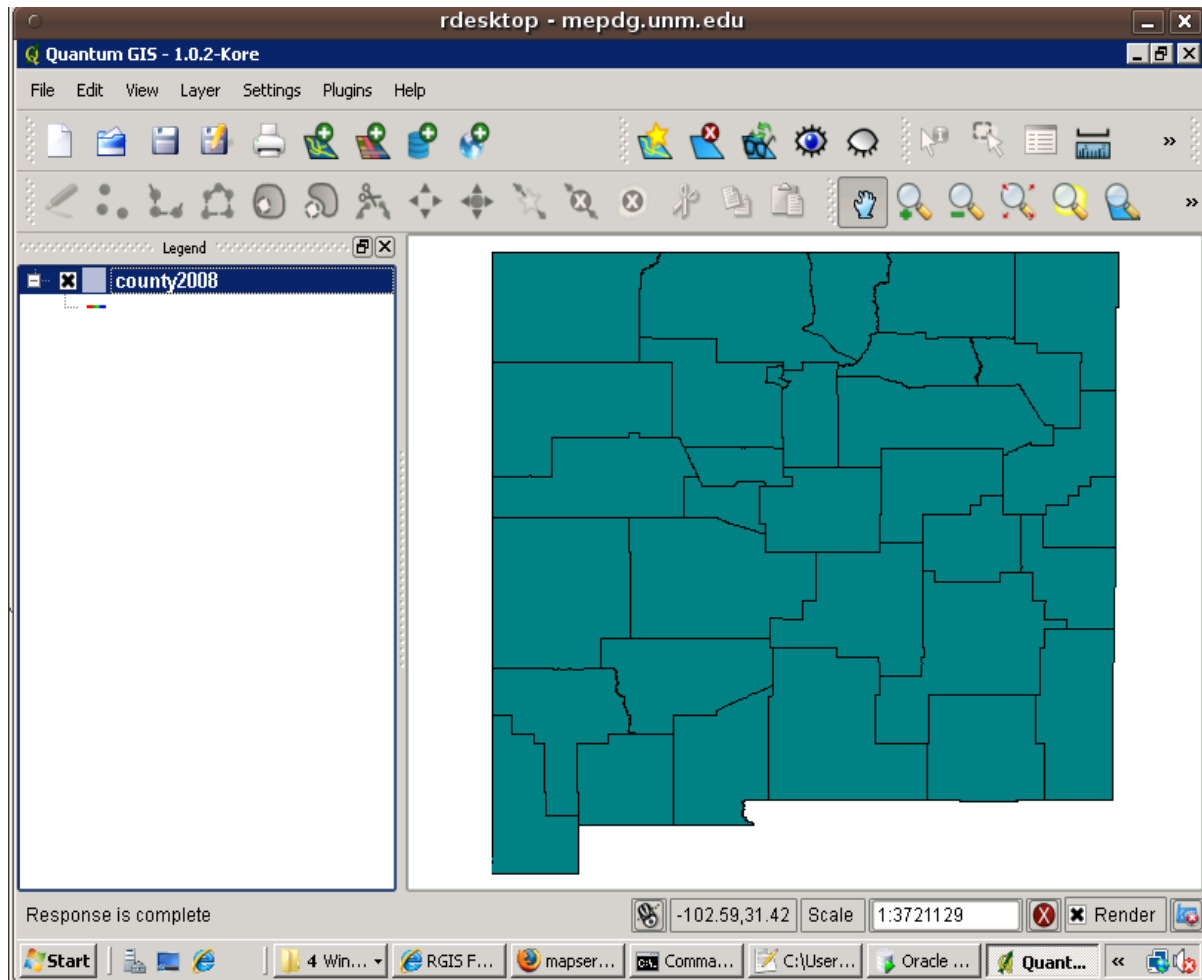 rdesktop - mepdg.unm.edu
Quantum GIS - 1.0.2-Kore
File Edit View Layer Settings Plugins Help
»
»
Legend
county2008
Response is complete
-102.59,31.42 Scale 1:3721129 Render
Start 4 Win... RGIS F... mapser... Comma... C:\User... Oracle ... Quant... «